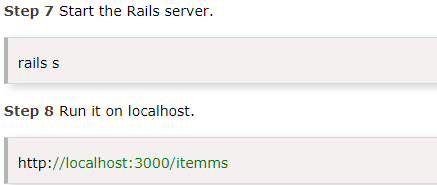 Step 7 Start the Rails server.
rails s
Step 8 Run it on localhost.
http://localhost:3000/itemms